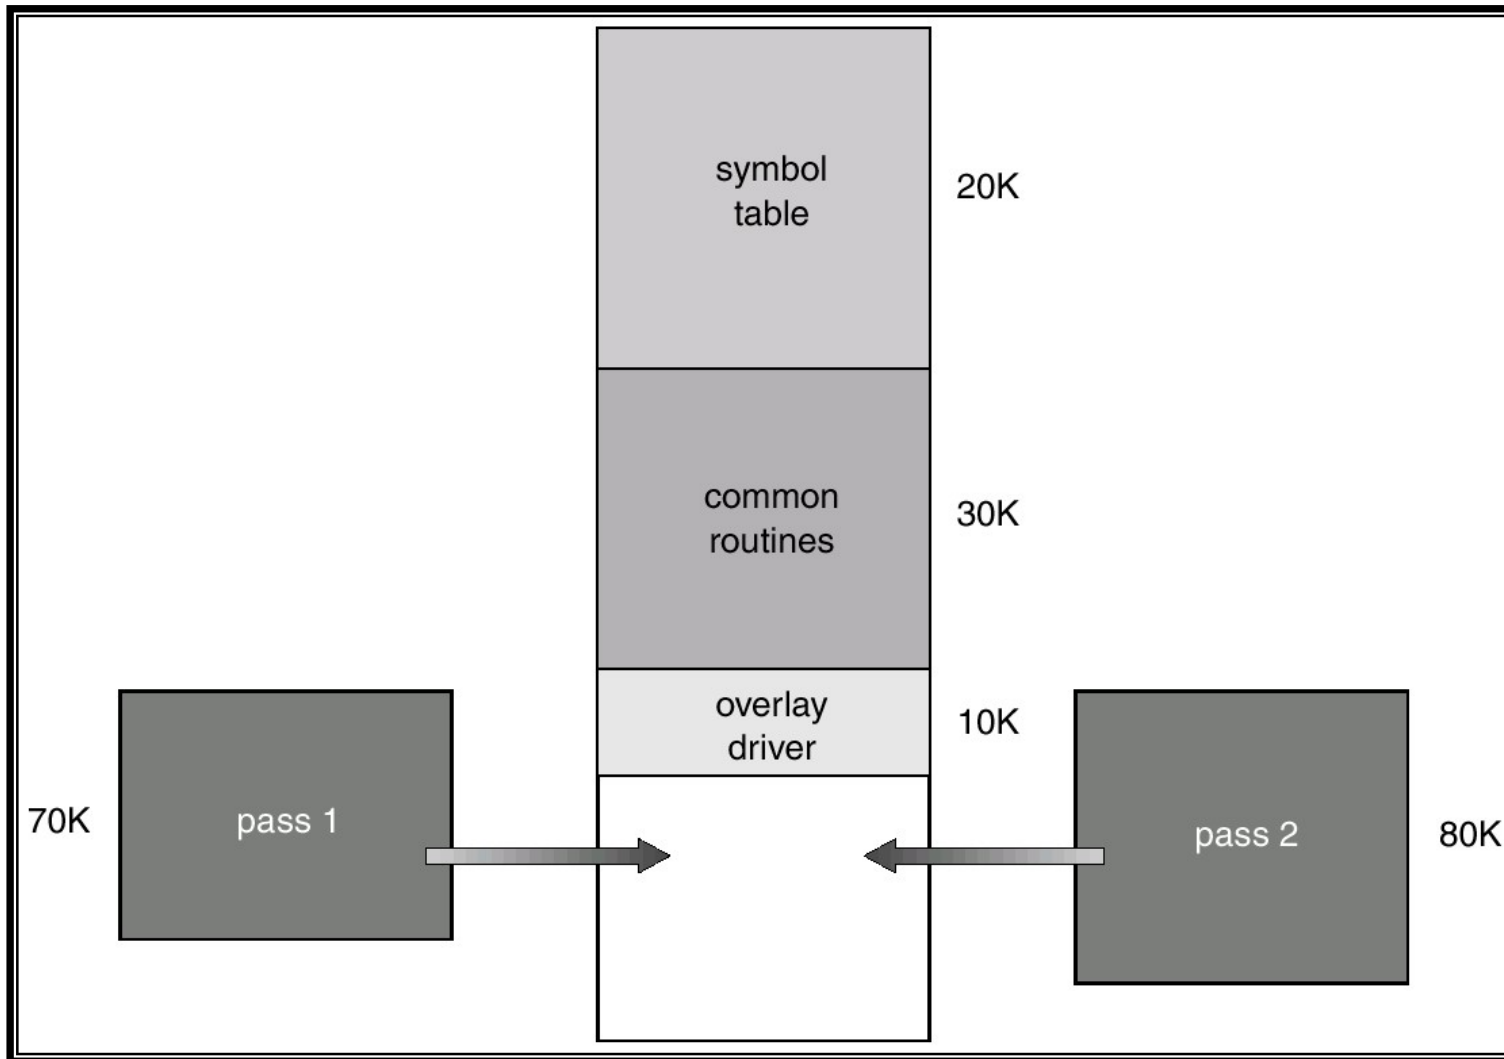 symbol
table
20K
common
routines
30K
overlay
driver
10K
70K
pass 1
pass 2
80K